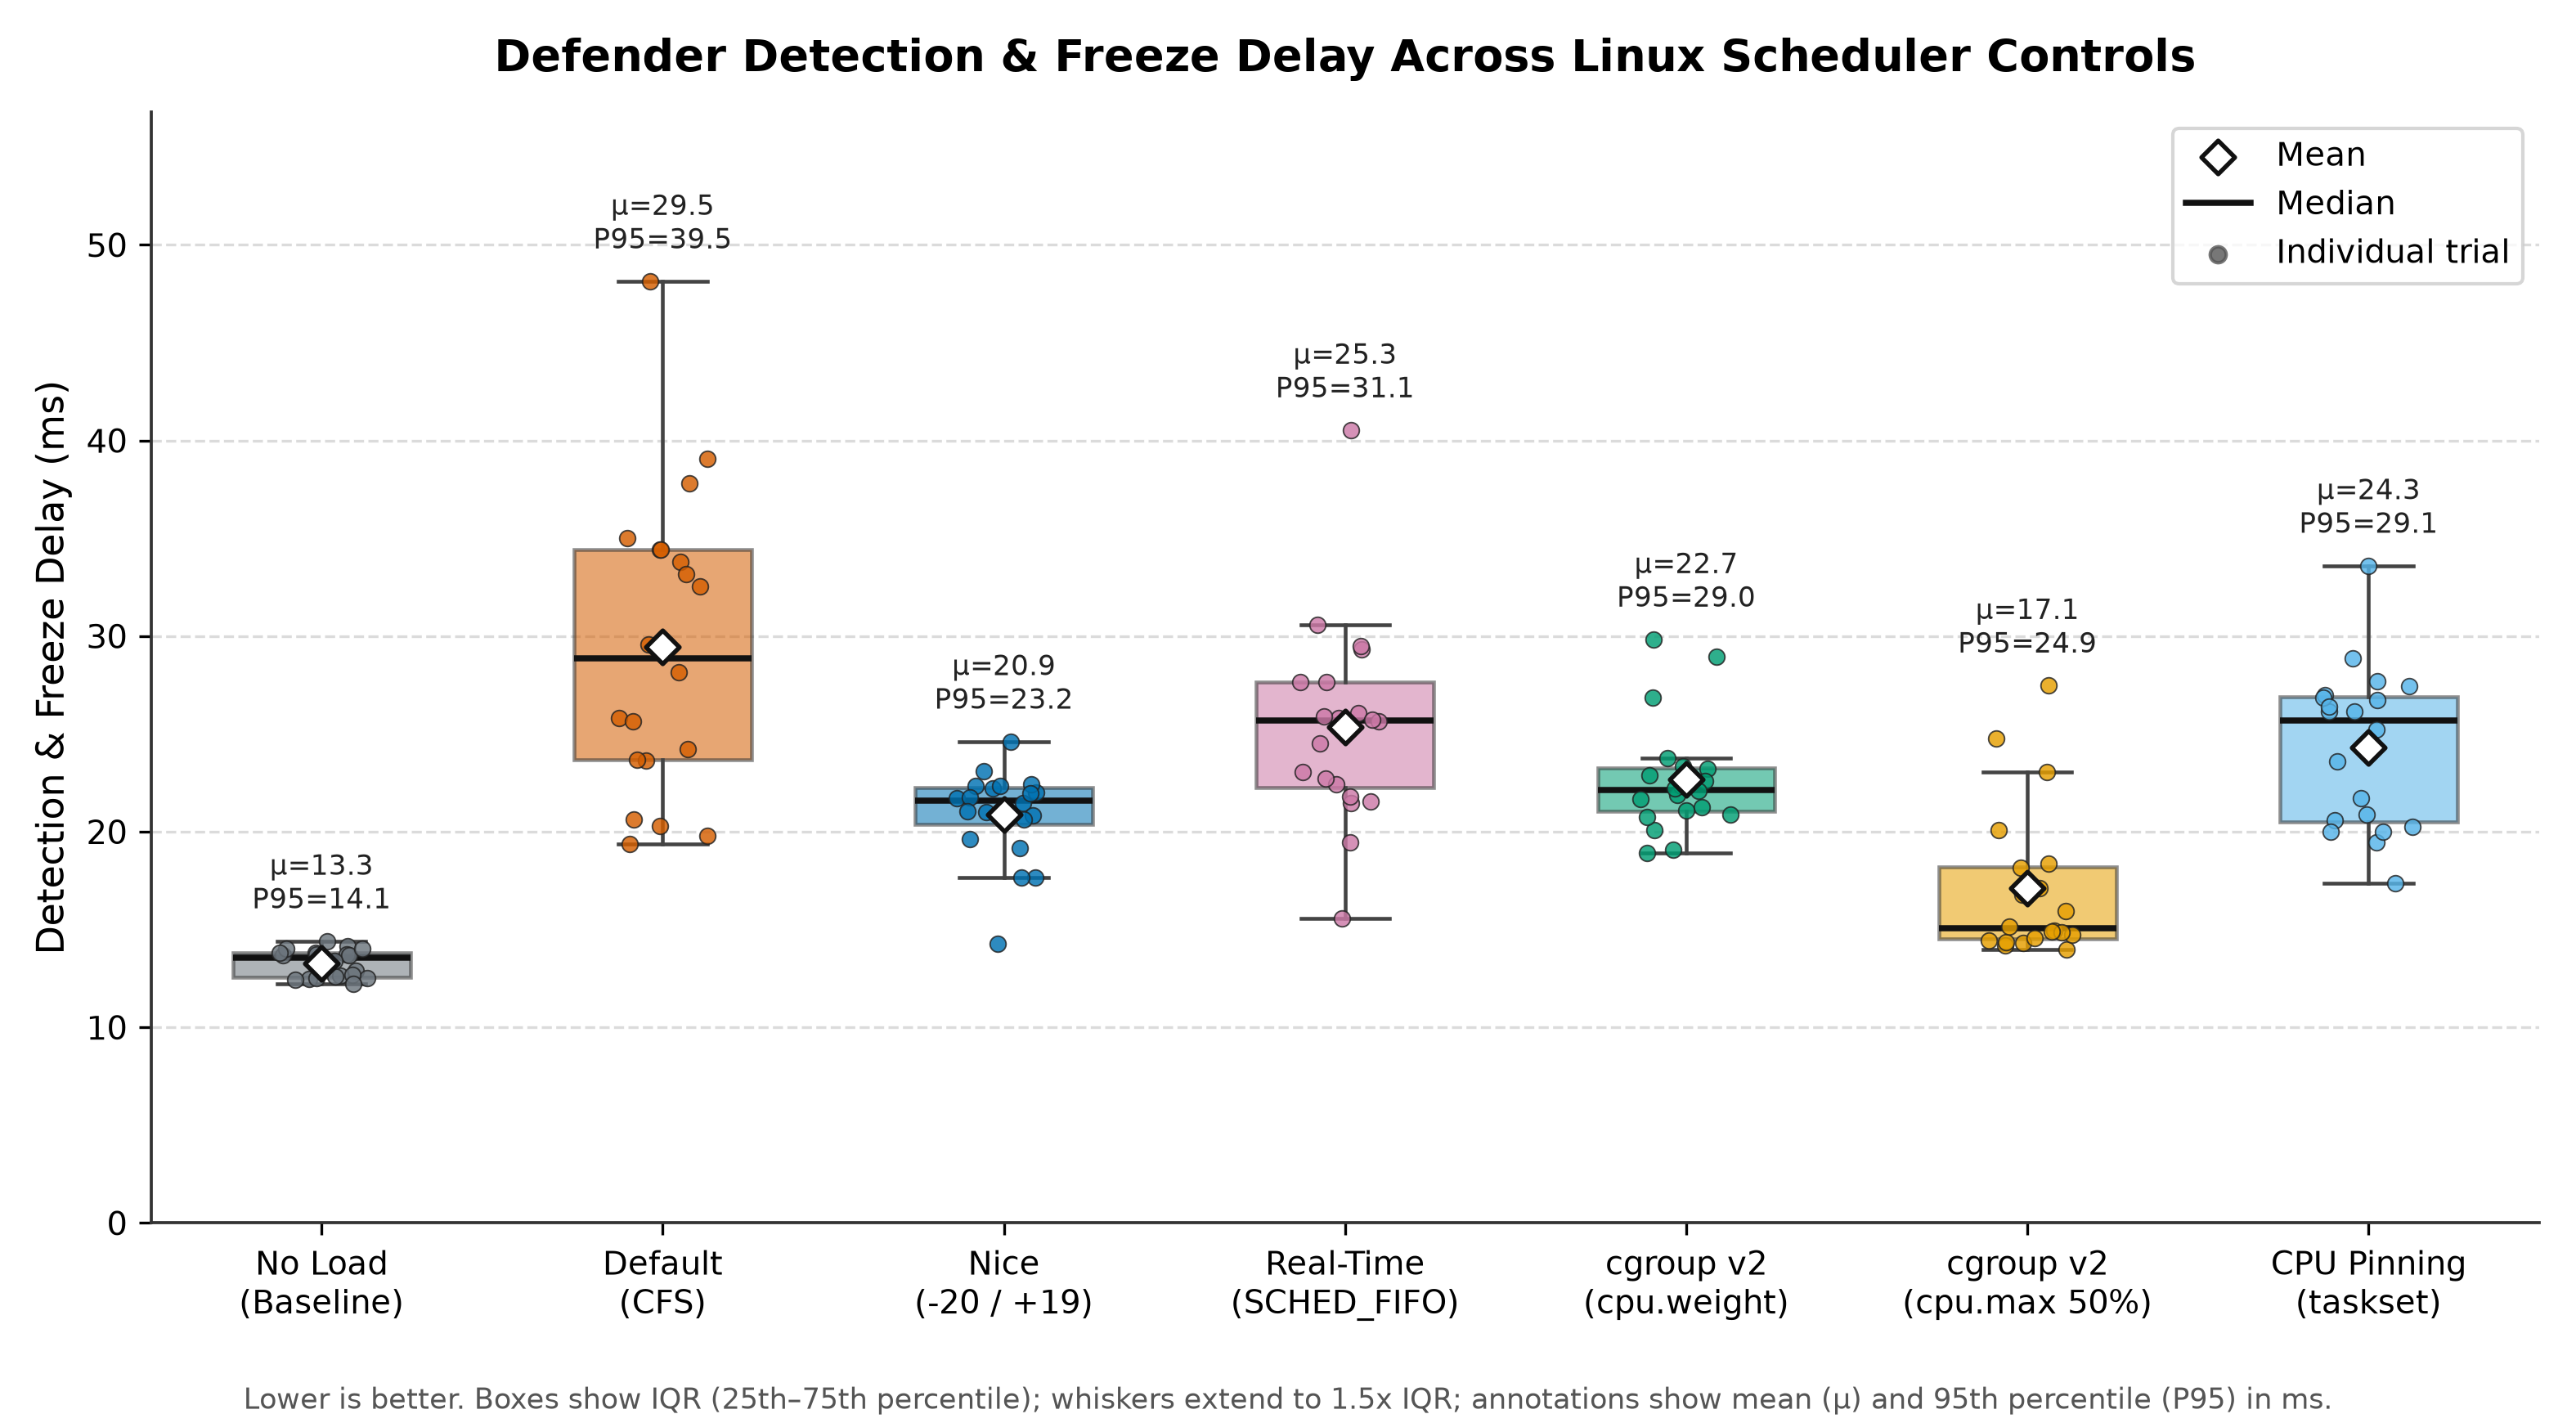 Defender Detection & Freeze Delay Across Linux Scheduler Controls
Mean
Median
Individual trial
Detection & Freeze Delay (ms)
50
40
30
20
10
0
μ=13.3
P95=14.1
μ=29.5
P95=39.5
μ=20.9
P95=23.2
μ=25.3
P95=31.1
μ=22.7
P95=29.0
μ=17.1
P95=24.9
μ=24.3
P95=29.1
No Load
(Baseline)
Default
(CFS)
Nice
(-20 / +19)
Real-Time
(SCHED_FIFO)
cgroup v2
(cpu.weight)
cgroup v2
(cpu.max 50%)
CPU Pinning
(taskset)
Lower is better. Boxes show IQR (25th–75th percentile); whiskers extend to 1.5x IQR; annotations show mean (μ) and 95th percentile (P95) in ms.